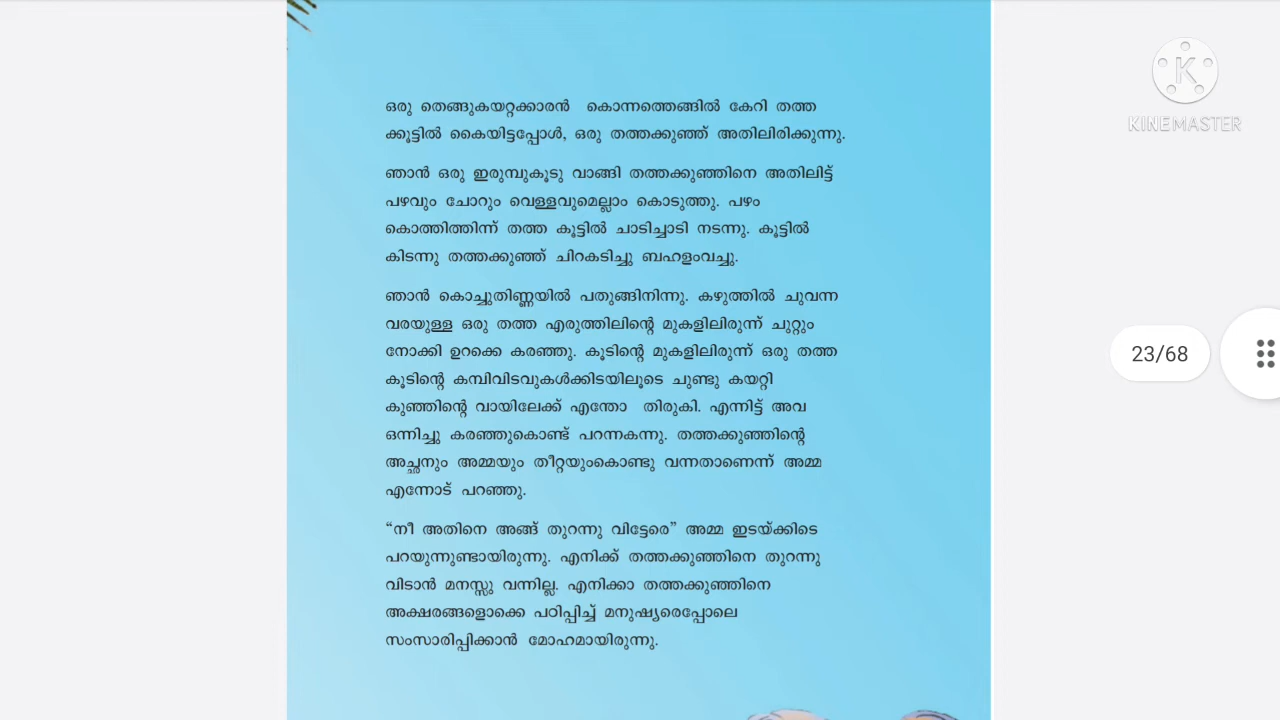 ഒരു തെങ്ങുകയറ്റക്കാരൻ കൊന്നത്തെങ്ങിൽ കേറി തത്ത
ക്കൂട്ടിൽ കൈയിട്ടപ്പോൾ, ഒരു തത്തക്കുഞ്ഞ് അതിലിരിക്കുന്നു.
ഞാൻ ഒരു ഇരുമ്പുകൂടു വാങ്ങി തത്തക്കുഞ്ഞിനെ അതിലിട്ട്
പഴവും ചോറും വെള്ളവുമെല്ലാം കൊടുത്തു. പഴം
കൊത്തിത്തിന്ന് തത്ത കൂട്ടിൽ ചാടിച്ചാടി നടന്നു. കൂട്ടിൽ
കിടന്നു തത്തക്കുഞ്ഞ് ചിറകടിച്ചു ബഹളംവച്ചു.
ഞാൻ കൊച്ചുതിണ്ണയിൽ പതുങ്ങിനിന്നു. കഴുത്തിൽ ചുവന്ന
വരയുള്ള ഒരു തത്ത എരുത്തിലിന്റെ മുകളിലിരുന്ന് ചുറ്റും
നോക്കി ഉറക്കെ കരഞ്ഞു. കൂടിന്റെ മുകളിലിരുന്ന് ഒരു തത്ത
കൂടിന്റെ കമ്പിവിടവുകൾക്കിടയിലൂടെ ചുണ്ടു കയറ്റി
കുഞ്ഞിന്റെ വായിലേക്ക് എന്തോ തിരുകി. എന്നിട്ട് അവ
ഒന്നിച്ചു കരഞ്ഞുകൊണ്ട് പറന്നകന്നു. തത്തക്കുഞ്ഞിന്റെ
അച്ഛനും അമ്മയും തീറ്റയുംകൊണ്ടു വന്നതാണെന്ന് അമ്മ
എന്നോട് പറഞ്ഞു.
“നീ അതിനെ അങ്ങ് തുറന്നു വിട്ടേരെ” അമ്മ ഇടയ്ക്കിടെ
പറയുന്നുണ്ടായിരുന്നു. എനിക്ക് തത്തക്കുഞ്ഞിനെ തുറന്നു
വിടാൻ മനസ്സു വന്നില്ല. എനിക്കാ തത്തക്കുഞ്ഞിനെ
അക്ഷരങ്ങളൊക്കെ പഠിപ്പിച്ച് മനുഷ്യരെപ്പോലെ
സംസാരിപ്പിക്കാൻ മോഹമായിരുന്നു.
K
KINEMASTER
23/68